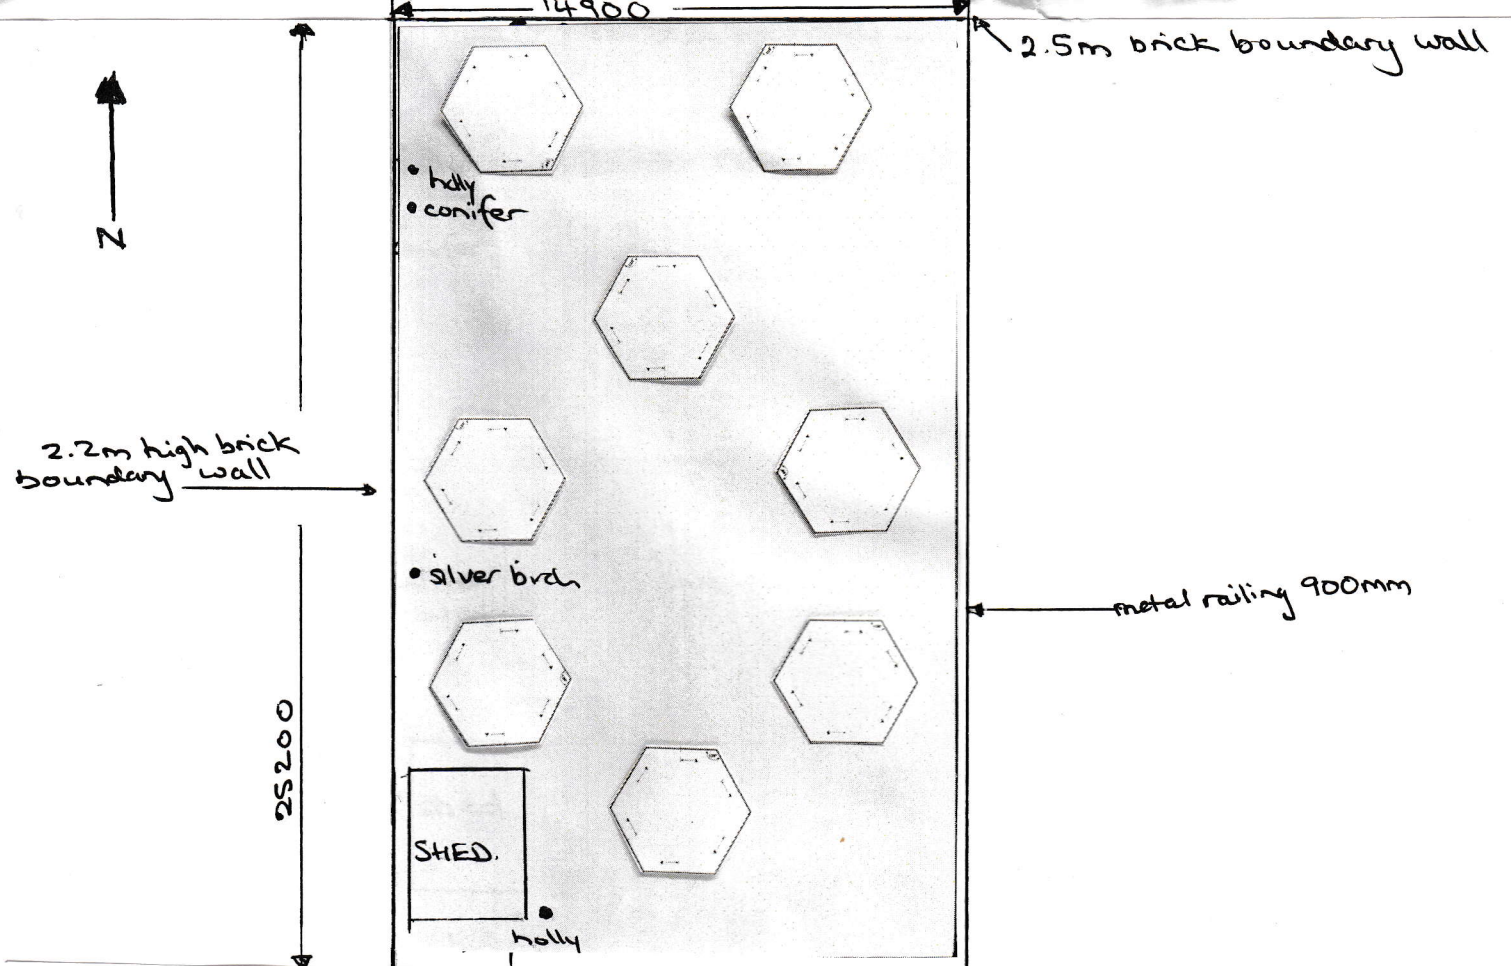 14900
2.5m brick boundary wall
N
holly
conifer
2.2m high brick
boundary wall
silver birch
metal railing 900mm
25200
SHED.
holly